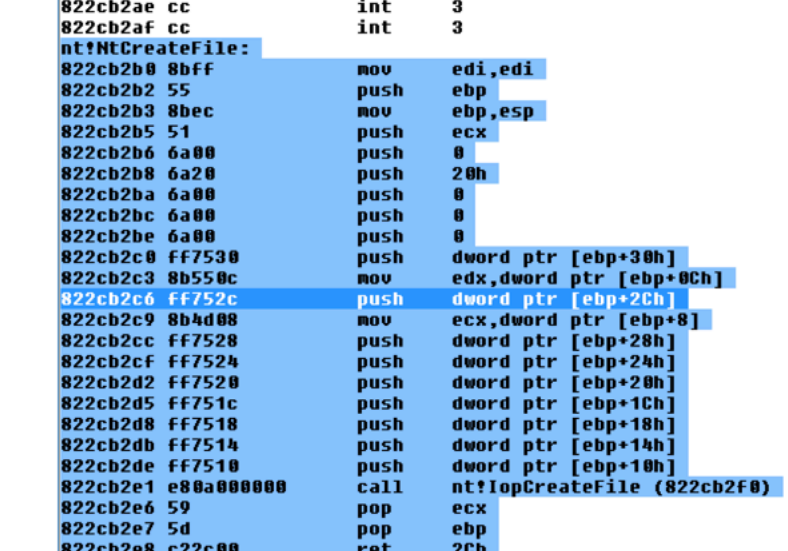 822cb2ae cc int 3
822cb2af cc int 3
nt!NtCreateFile:
822cb2b0 8bff mov edi,edi
822cb2b2 55 push ebp
822cb2b3 8bec mov ebp,esp
822cb2b5 51 push ecx
822cb2b6 6a00 push 0
822cb2b8 6a20 push 20h
822cb2ba 6a00 push 0
822cb2bc 6a00 push 0
822cb2be 6a00 push 0
822cb2c0 ff7530 push dword ptr [ebp+30h]
822cb2c3 8b550c mov edx,dword ptr [ebp+0Ch]
822cb2c6 ff752c push dword ptr [ebp+2Ch]
822cb2c9 8b4d08 mov ecx,dword ptr [ebp+8]
822cb2cc ff7528 push dword ptr [ebp+28h]
822cb2cf ff7524 push dword ptr [ebp+24h]
822cb2d2 ff7520 push dword ptr [ebp+20h]
822cb2d5 ff751c push dword ptr [ebp+1Ch]
822cb2d8 ff7518 push dword ptr [ebp+18h]
822cb2db ff7514 push dword ptr [ebp+14h]
822cb2de ff7510 push dword ptr [ebp+10h]
822cb2e1 e80a000000 call nt!IopCreateFile (822cb2f0)
822cb2e6 59 pop ecx
822cb2e7 5d pop ebp
822cb2e8 c22c00 ret 2Ch